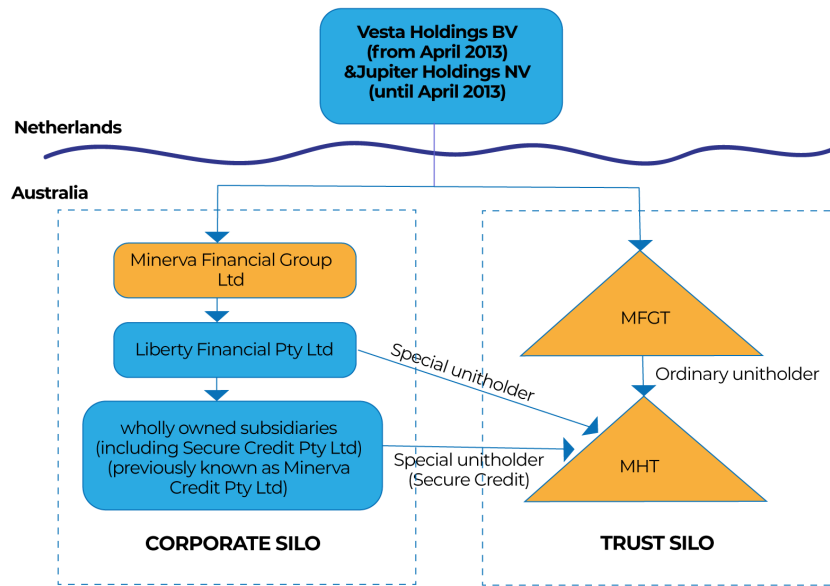 Vesta Holdings BV
(from April 2013)
&Jupiter Holdings NV
(until April 2013)
Netherlands
Australia
Minerva Financial Group
Ltd
Liberty Financial Pty Ltd
wholly owned subsidiaries
(including Secure Credit Pty Ltd)
(previously known as Minerva
Credit Pty Ltd)
CORPORATE SILO
Special unitholder
Special unitholder
(Secure Credit)
MFGT
Ordinary unitholder
MHT
TRUST SILO